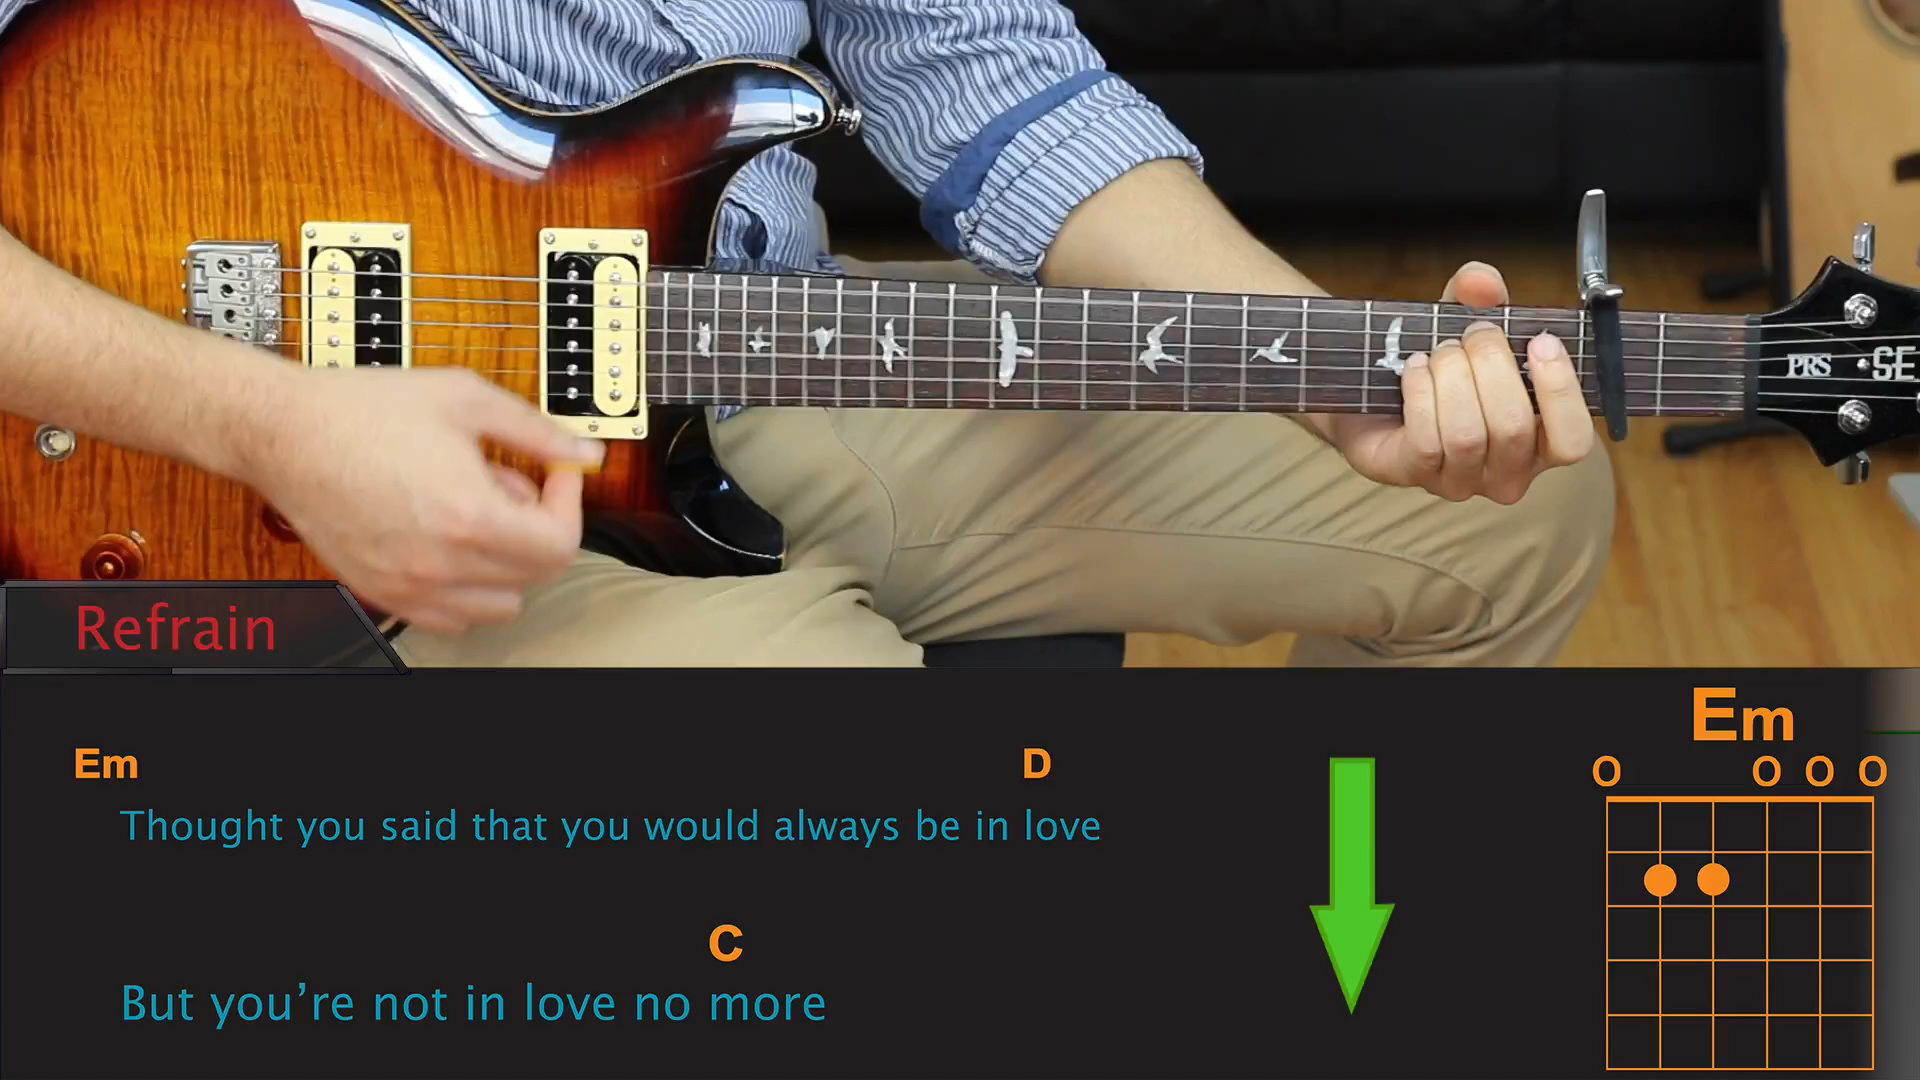 PRS SE
Refrain
Em
Em D
Thought you said that you would always be in love
C
But you’re not in love no more
O O O O